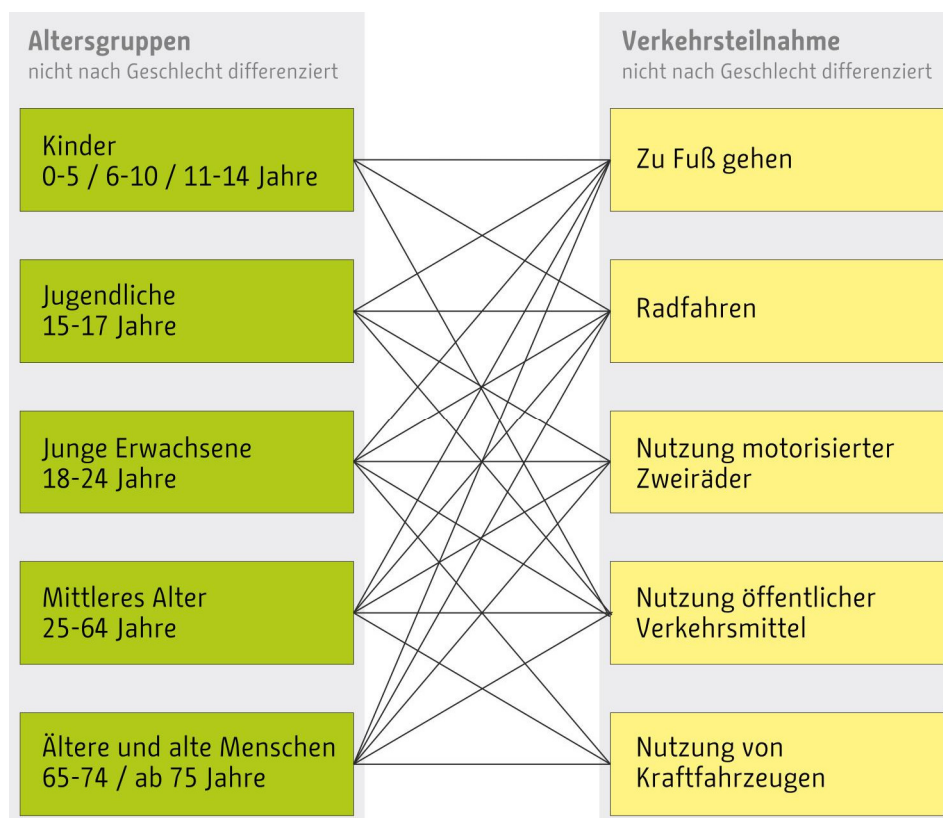 Altersgruppen
nicht nach Geschlecht differenziert
Kinder
0-5 / 6-10 / 11-14 Jahre
Jugendliche
15-17 Jahre
Junge Erwachsene
18-24 Jahre
Mittleres Alter
25-64 Jahre
Ältere und alte Menschen
65-74 / ab 75 Jahre
Verkehrsteilnahme
nicht nach Geschlecht differenziert
Zu Fuß gehen
Radfahren
Nutzung motorisierter
Zweiräder
Nutzung öffentlicher
Verkehrsmittel
Nutzung von
Kraftfahrzeugen